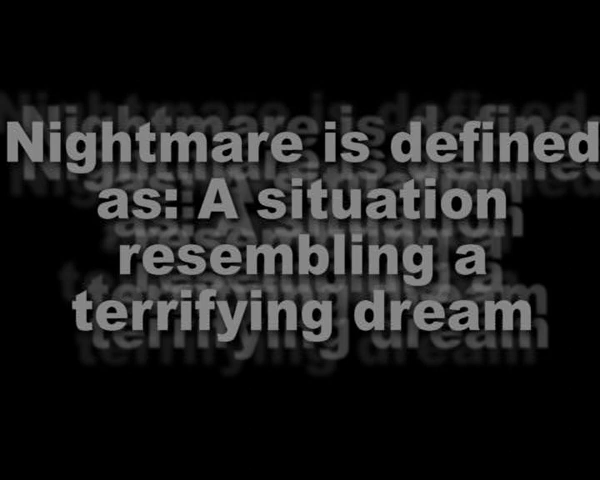 Nightmare is defined
as: A situation
resembling a
terrifying dream